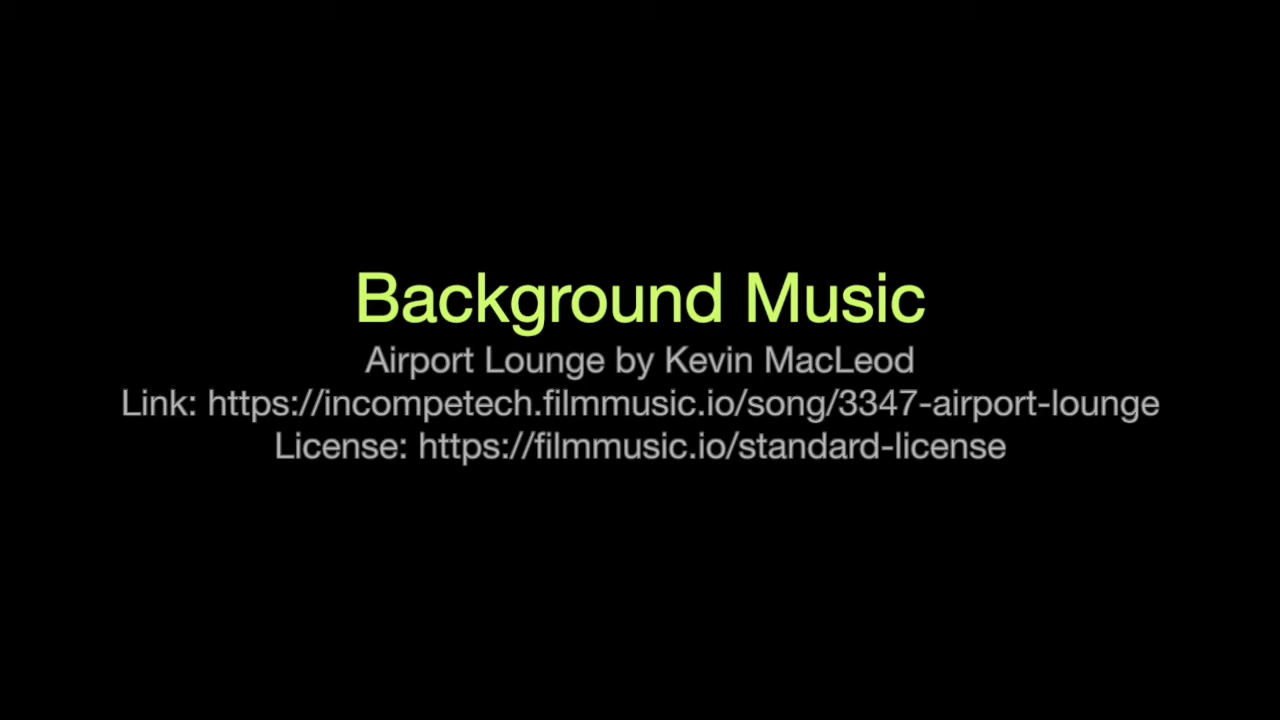 Background Music
Airport Lounge by Kevin MacLeod
Link: https://incompetech.filmmusic.io/song/3347-airport-lounge
License: https://filmmusic.io/standard-license